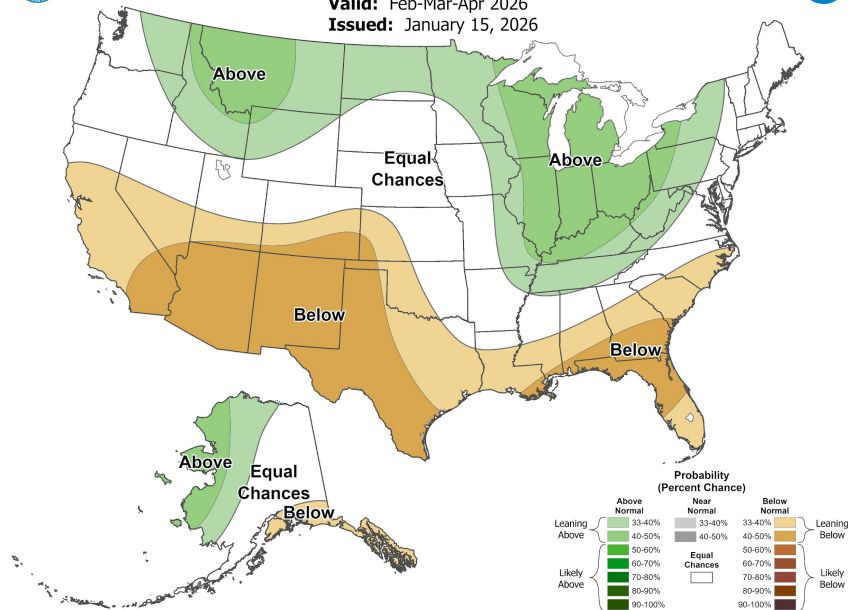 Valid: Feb-Mar-Apr 2026
Issued: January 15, 2026
Above
Equal
Chances
Above
Below
Below
Above
Equal
Chances
Below
Probability
(Percent Chance)
Above
Normal
Near
Normal
Below
Normal
Leaning
Above
33-40%
40-50%
50-60%
60-70%
70-80%
80-90%
90-100%
Likely
Above
33-40%
40-50%
Equal
Chances
33-40%
40-50%
50-60%
60-70%
70-80%
80-90%
90-100%
Leaning
Below
Likely
Below